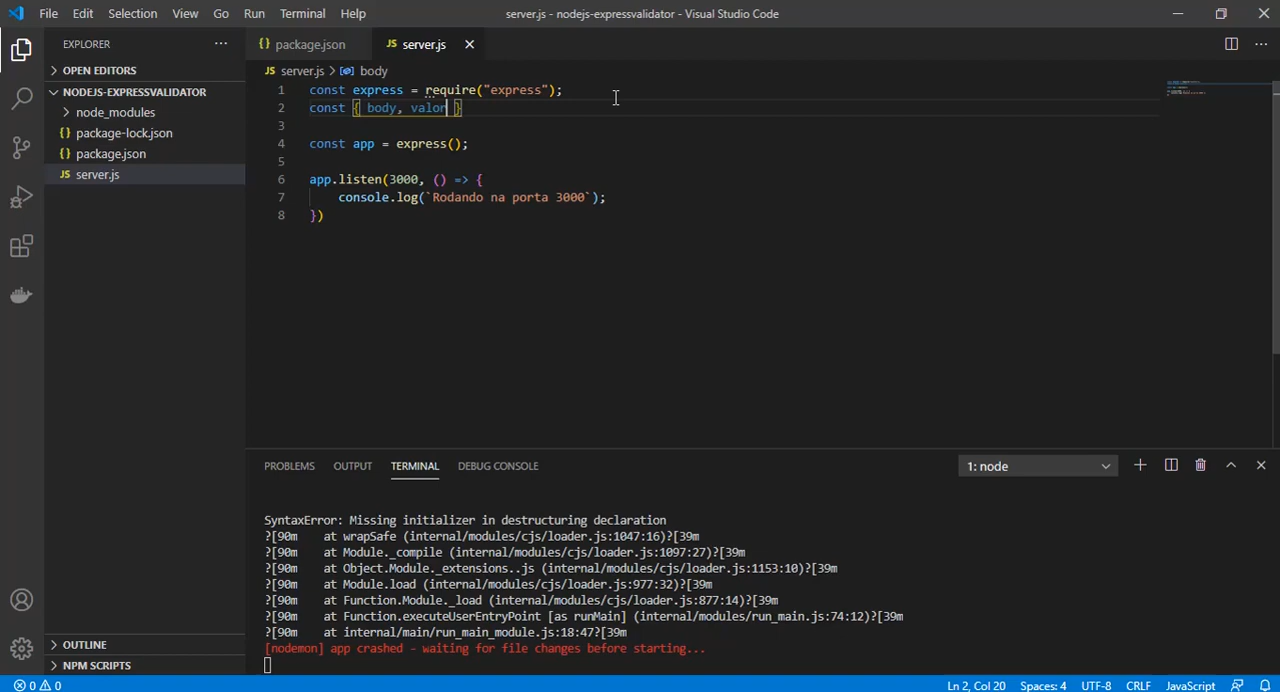 File Edit Selection View Go Run Terminal Help server.js - nodejs-expressvalidator - Visual Studio Code
EXPLORER ...
OPEN EDITORS
NODEJS-EXPRESSVALIDATOR
node_modules
{} package-lock.json
{} package.json
JS server.js
OUTLINE
NPM SCRIPTS
{} package.json JS server.js
JS server.js > body
1 const express = require("express");
2 const { body, valor }
3
4 const app = express();
5
6 app.listen(3000, () => {
7 console.log(`Rodando na porta 3000`);
8 })
PROBLEMS OUTPUT TERMINAL DEBUG CONSOLE 1: node
SyntaxError: Missing initializer in destructuring declaration
?[90m at wrapSafe (internal/modules/cjs/loader.js:1047:16)?[39m
?[90m at Module._compile (internal/modules/cjs/loader.js:1097:27)?[39m
?[90m at Object.Module._extensions..js (internal/modules/cjs/loader.js:1153:10)?[39m
?[90m at Module.load (internal/modules/cjs/loader.js:977:32)?[39m
?[90m at Function.Module._load (internal/modules/cjs/loader.js:877:14)?[39m
?[90m at Function.executeUserEntryPoint [as runMain] (internal/modules/run_main.js:74:12)?[39m
?[90m at internal/main/run_main_module.js:18:47?[39m
[nodemon] app crashed - waiting for file changes before starting...
0 0 Ln 2, Col 20 Spaces: 4 UTF-8 CRLF JavaScript